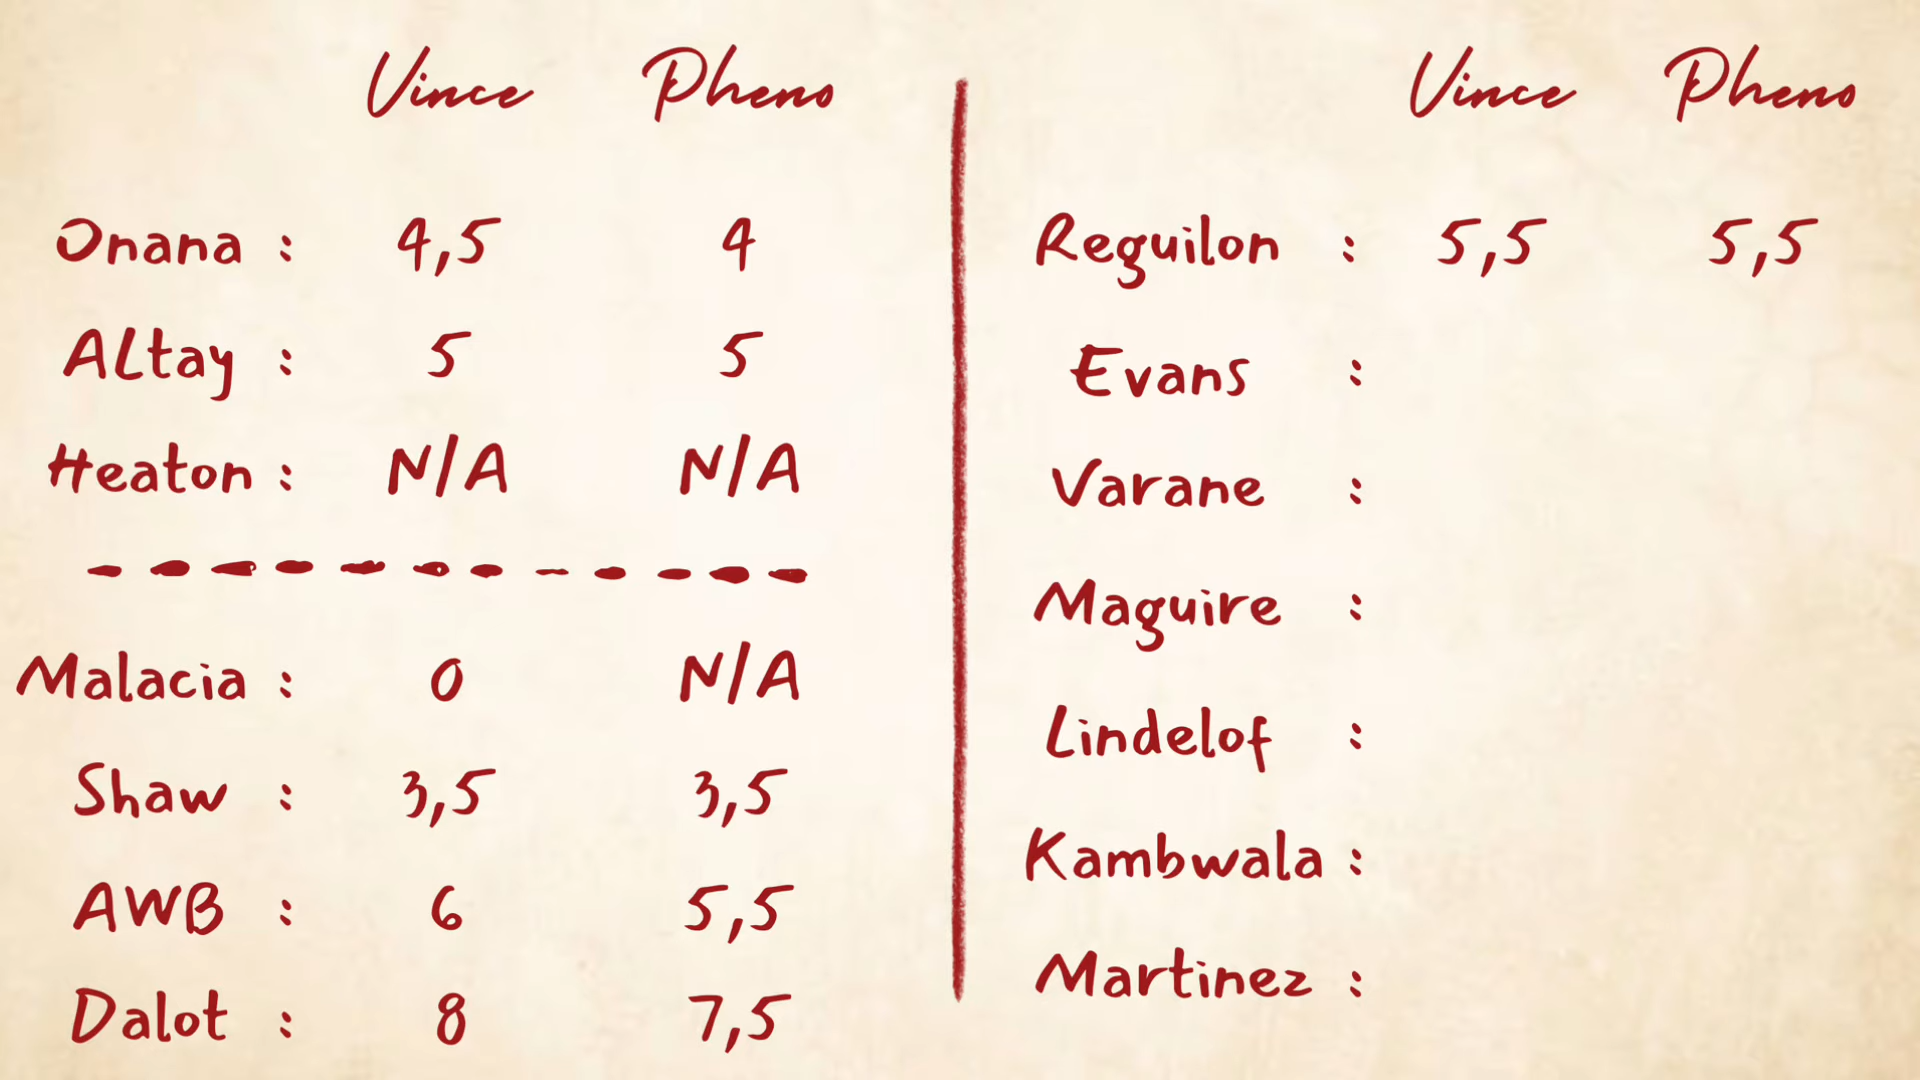 Vince Pheno
Onana : 4,5 4
ALtay : 5 5
Heaton : N/A N/A
Malacia : 0 N/A
Shaw : 3,5 3,5
AWB : 6 5,5
Dalot : 8 7,5
Vince Pheno
Reguilon : 5,5 5,5
Evans :
Varane :
Maguire :
Lindelof :
Kambwala :
Martinez :